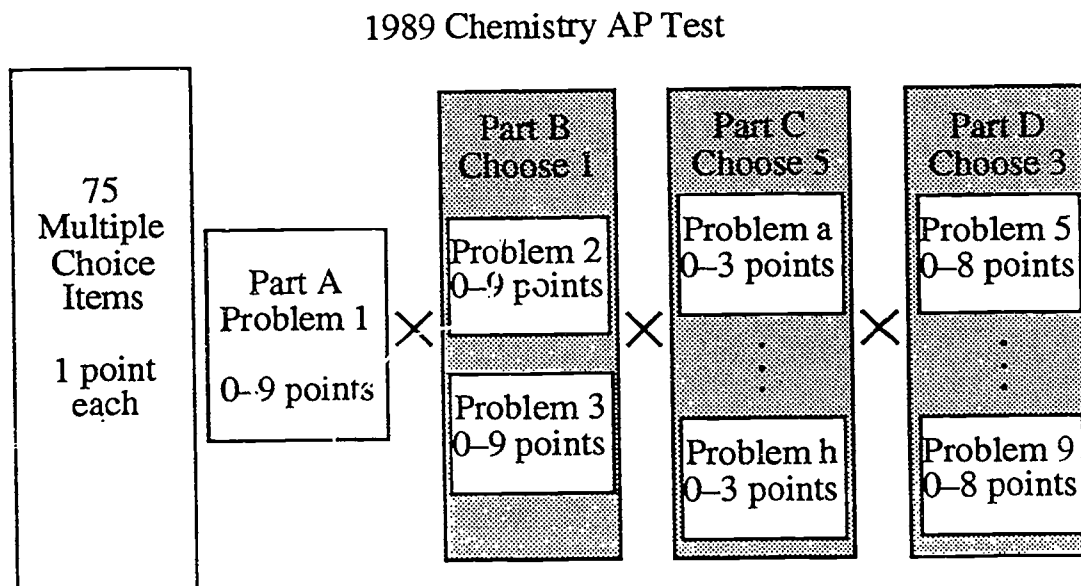 1989 Chemistry AP Test
75
Multiple
Choice
Items
1 point
each
Part A
Problem 1
0–9 points
×
Part B
Choose 1
Problem 2
0–9 points
Problem 3
0–9 points
×
Part C
Choose 5
Problem a
0–3 points
Problem h
0–3 points
×
Part D
Choose 3
Problem 5
0–8 points
Problem 9
0–8 points